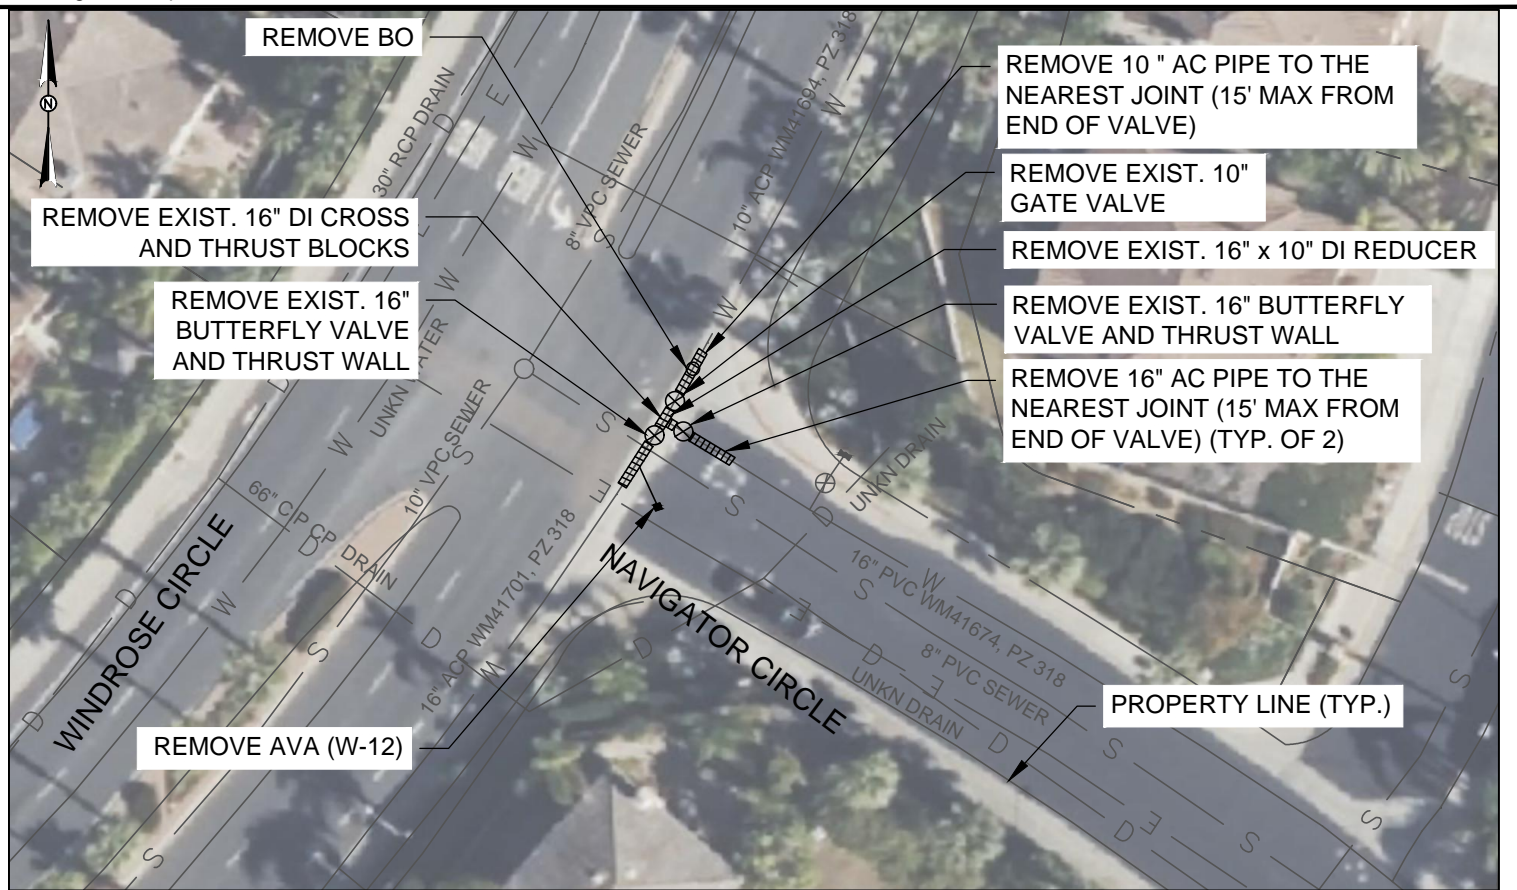 REMOVE BO
REMOVE 10 " AC PIPE TO THE
NEAREST JOINT (15' MAX FROM
END OF VALVE)
REMOVE EXIST. 10"
GATE VALVE
REMOVE EXIST. 16" DI CROSS
AND THRUST BLOCKS
REMOVE EXIST. 16" x 10" DI REDUCER
REMOVE EXIST. 16"
BUTTERFLY VALVE
AND THRUST WALL
REMOVE EXIST. 16" BUTTERFLY
VALVE AND THRUST WALL
REMOVE 16" AC PIPE TO THE
NEAREST JOINT (15' MAX FROM
END OF VALVE) (TYP. OF 2)
N
30" RCP DRAIN
8" VPC SEWER
10" ACP WM41694, PZ 318
10" VPC SEWER
66" CIP CP DRAIN
16" ACP WM41701, PZ 318
UNKN DRAIN
16" PVC WM41674, PZ 318
8" PVC SEWER
UNKN DRAIN
WINDROSE CIRCLE
NAVIGATOR CIRCLE
REMOVE AVA (W-12)
PROPERTY LINE (TYP.)